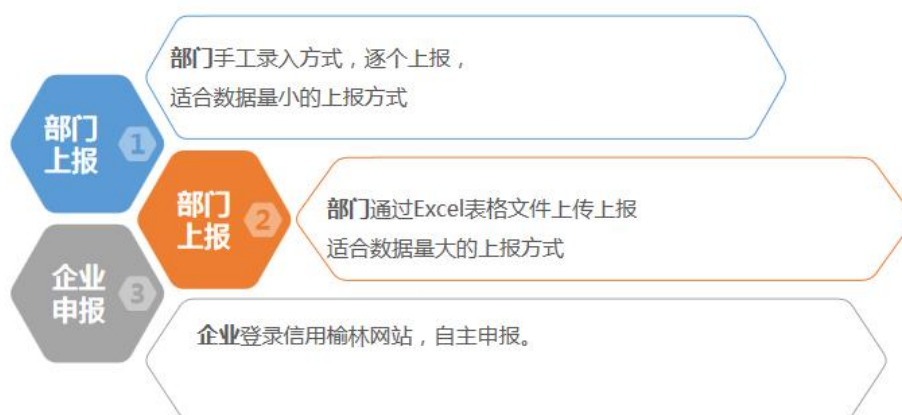 部门手工录入方式，逐个上报，
适合数据量小的上报方式
部门
上报
1
部门
上报
2
部门通过Excel表格文件上传上报
适合数据量大的上报方式
企业
申报
3
企业登录信用榆林网站，自主申报。